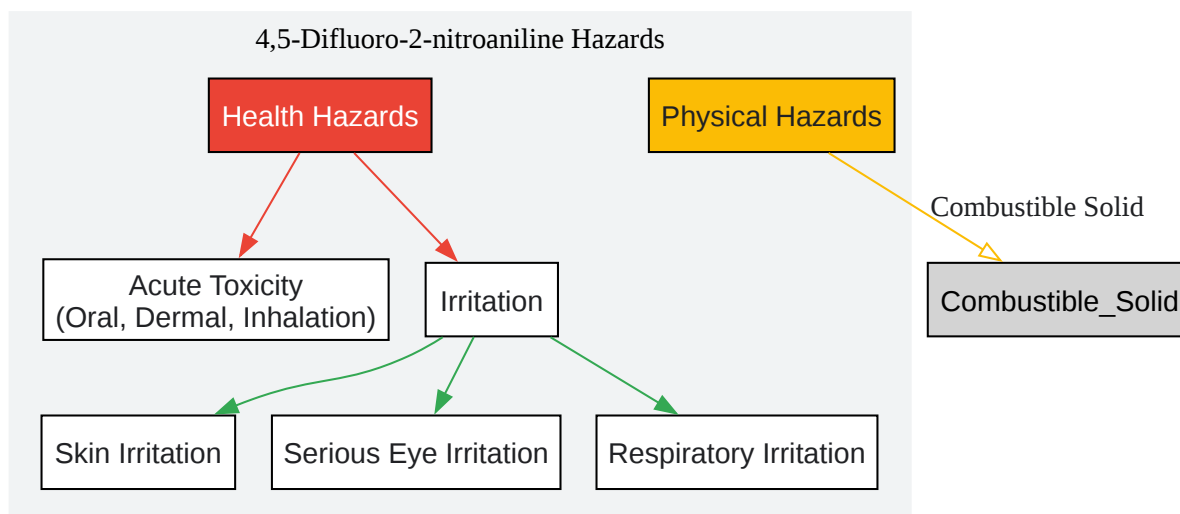 4,5-Difluoro-2-nitroaniline Hazards
Health Hazards
Physical Hazards
Combustible Solid
Acute Toxicity
(Oral, Dermal, Inhalation)
Irritation
Combustible_Solid
Skin Irritation
Serious Eye Irritation
Respiratory Irritation